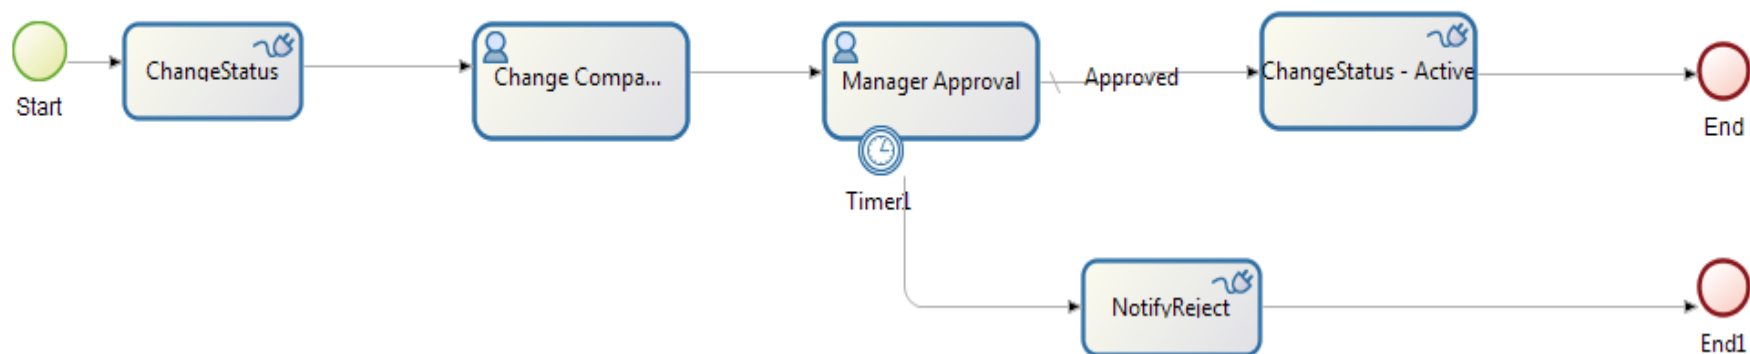 Start
ChangeStatus
Change Compa...
Manager Approval
Approved
ChangeStatus - Active
End
Timer1
NotifyReject
End1